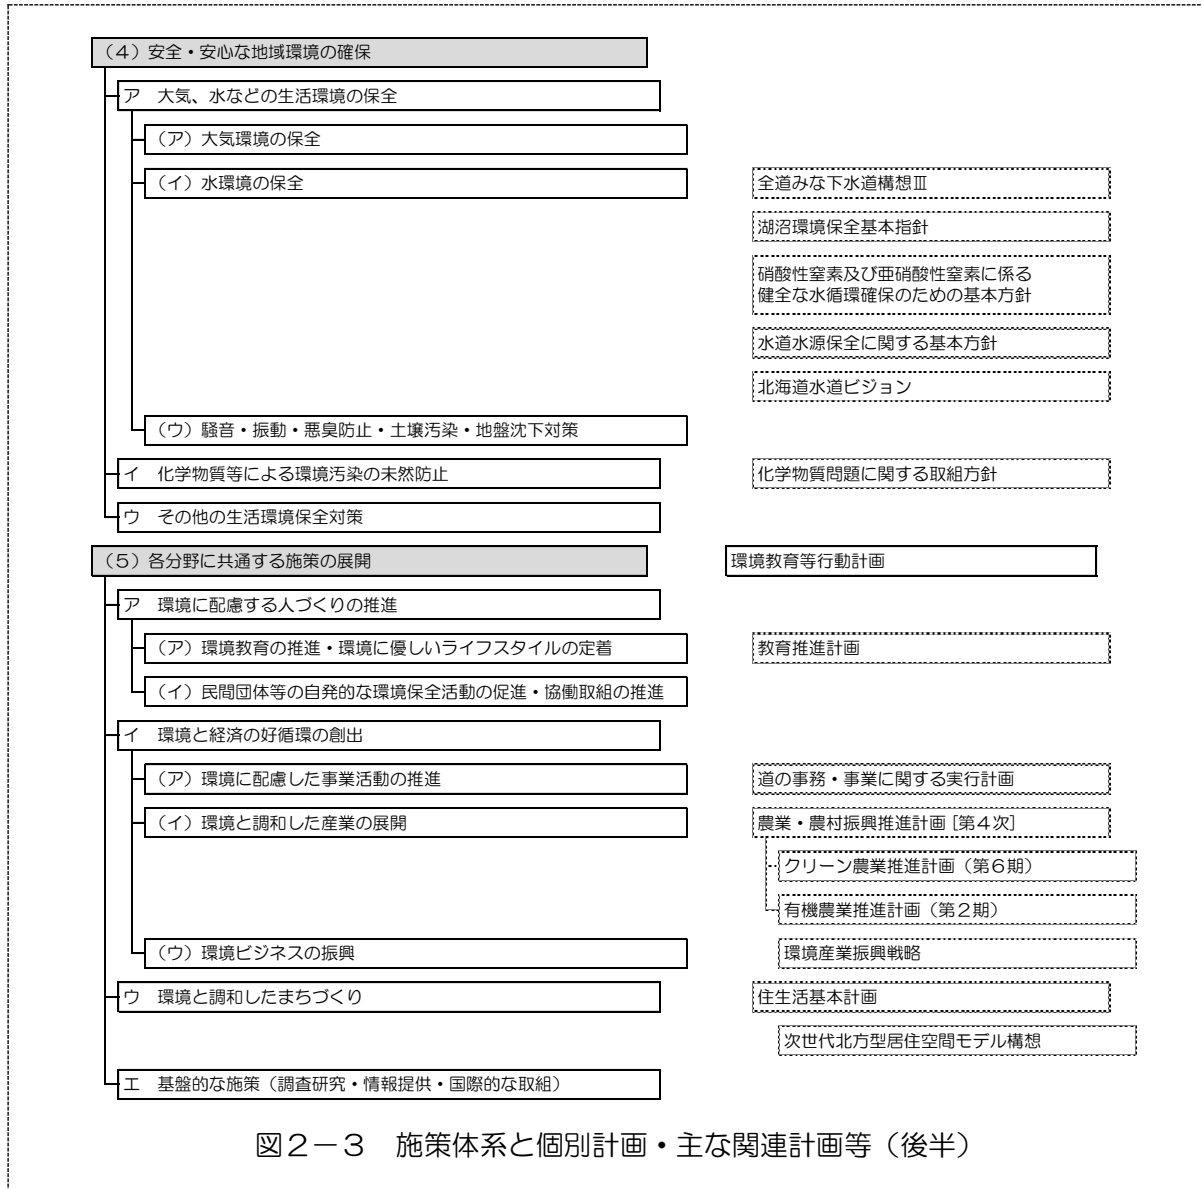 （４）安全・安心な地域環境の確保
ア　大気、水などの生活環境の保全
（ア）大気環境の保全
（イ）水環境の保全
全道みな下水道構想Ⅲ
湖沼環境保全基本指針
硝酸性窒素及び亜硝酸性窒素に係る
健全な水循環確保のための基本方針
水道水源保全に関する基本方針
北海道水道ビジョン
（ウ）騒音・振動・悪臭防止・土壌汚染・地盤沈下対策
イ　化学物質等による環境汚染の未然防止
化学物質問題に関する取組方針
ウ　その他の生活環境保全対策
（５）各分野に共通する施策の展開
環境教育等行動計画
ア　環境に配慮する人づくりの推進
（ア）環境教育の推進・環境に優しいライフスタイルの定着
教育推進計画
（イ）民間団体等の自発的な環境保全活動の促進・協働取組の推進
イ　環境と経済の好循環の創出
（ア）環境に配慮した事業活動の推進
道の事務・事業に関する実行計画
（イ）環境と調和した産業の展開
農業・農村振興推進計画 [第４次]
クリーン農業推進計画（第６期）
有機農業推進計画（第２期）
（ウ）環境ビジネスの振興
環境産業振興戦略
ウ　環境と調和したまちづくり
住生活基本計画
次世代北方型居住空間モデル構想
エ　基盤的な施策（調査研究・情報提供・国際的な取組）
図２－３　施策体系と個別計画・主な関連計画等（後半）